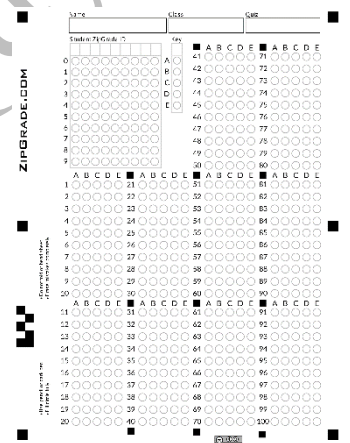 Name Class Quiz
Student ZipGrade ID Key
A B C D E A B C D E
41 71
0 A 42 72
1 B 43 73
2 C 44 74
3 D 45 75
4 E 46 76
5 47 77
6 48 78
7 49 79
8 50 80
9
ZIPGRADE.COM
A B C D E A B C D E A B C D E A B C D E
1 21 51 81
2 22 52 82
3 23 53 83
4 24 54 84
5 25 55 85
6 26 56 86
7 27 57 87
8 28 58 88
9 29 59 89
10 30 60 90
A B C D E A B C D E A B C D E A B C D E
11 31 61 91
12 32 62 92
13 33 63 93
14 34 64 94
15 35 65 95
16 36 66 96
17 37 67 97
18 38 68 98
19 39 69 99
20 40 70 100